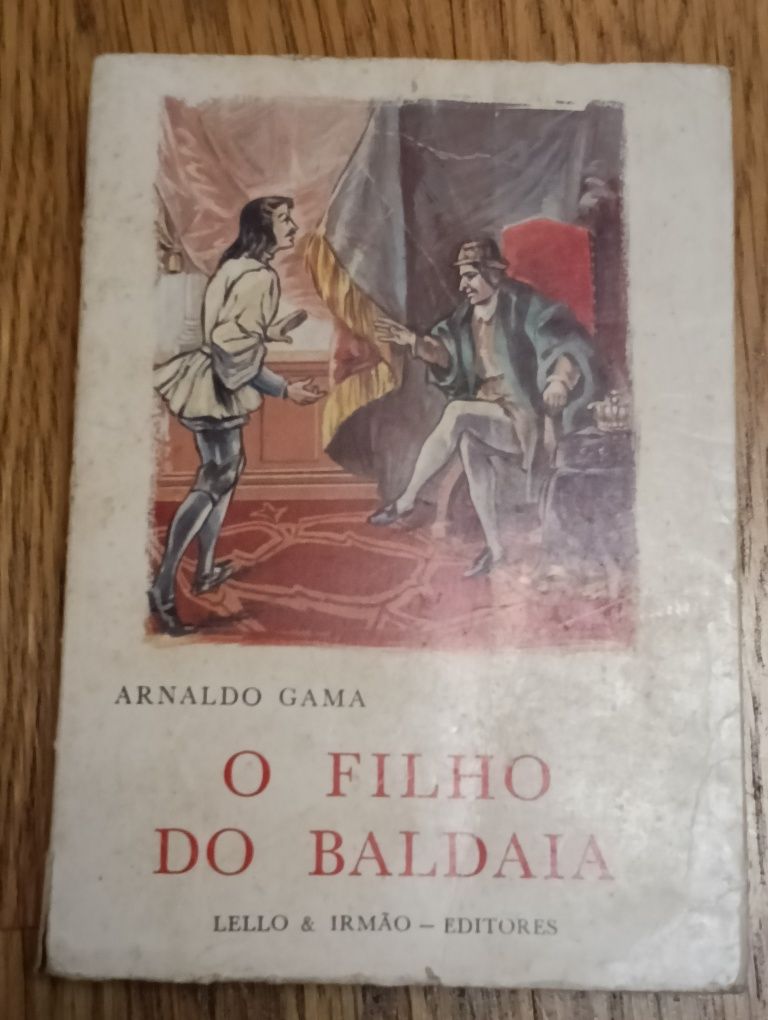 ARNALDO GAMA
O FILHO
DO BALDAIA
LELLO & IRMÃO – EDITORES